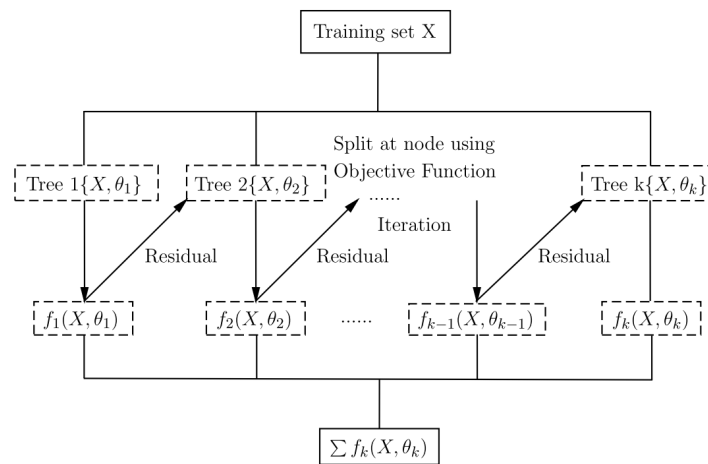 Training set X
Split at node using
Objective Function
Tree 1{X, θ₁}
Tree 2{X, θ₂}
......
Tree k{X, θₖ}
Iteration
Residual
Residual
Residual
f₁(X, θ₁)
f₂(X, θ₂)
......
fₖ₋₁(X, θₖ₋₁)
fₖ(X, θₖ)
∑ fₖ(X, θₖ)